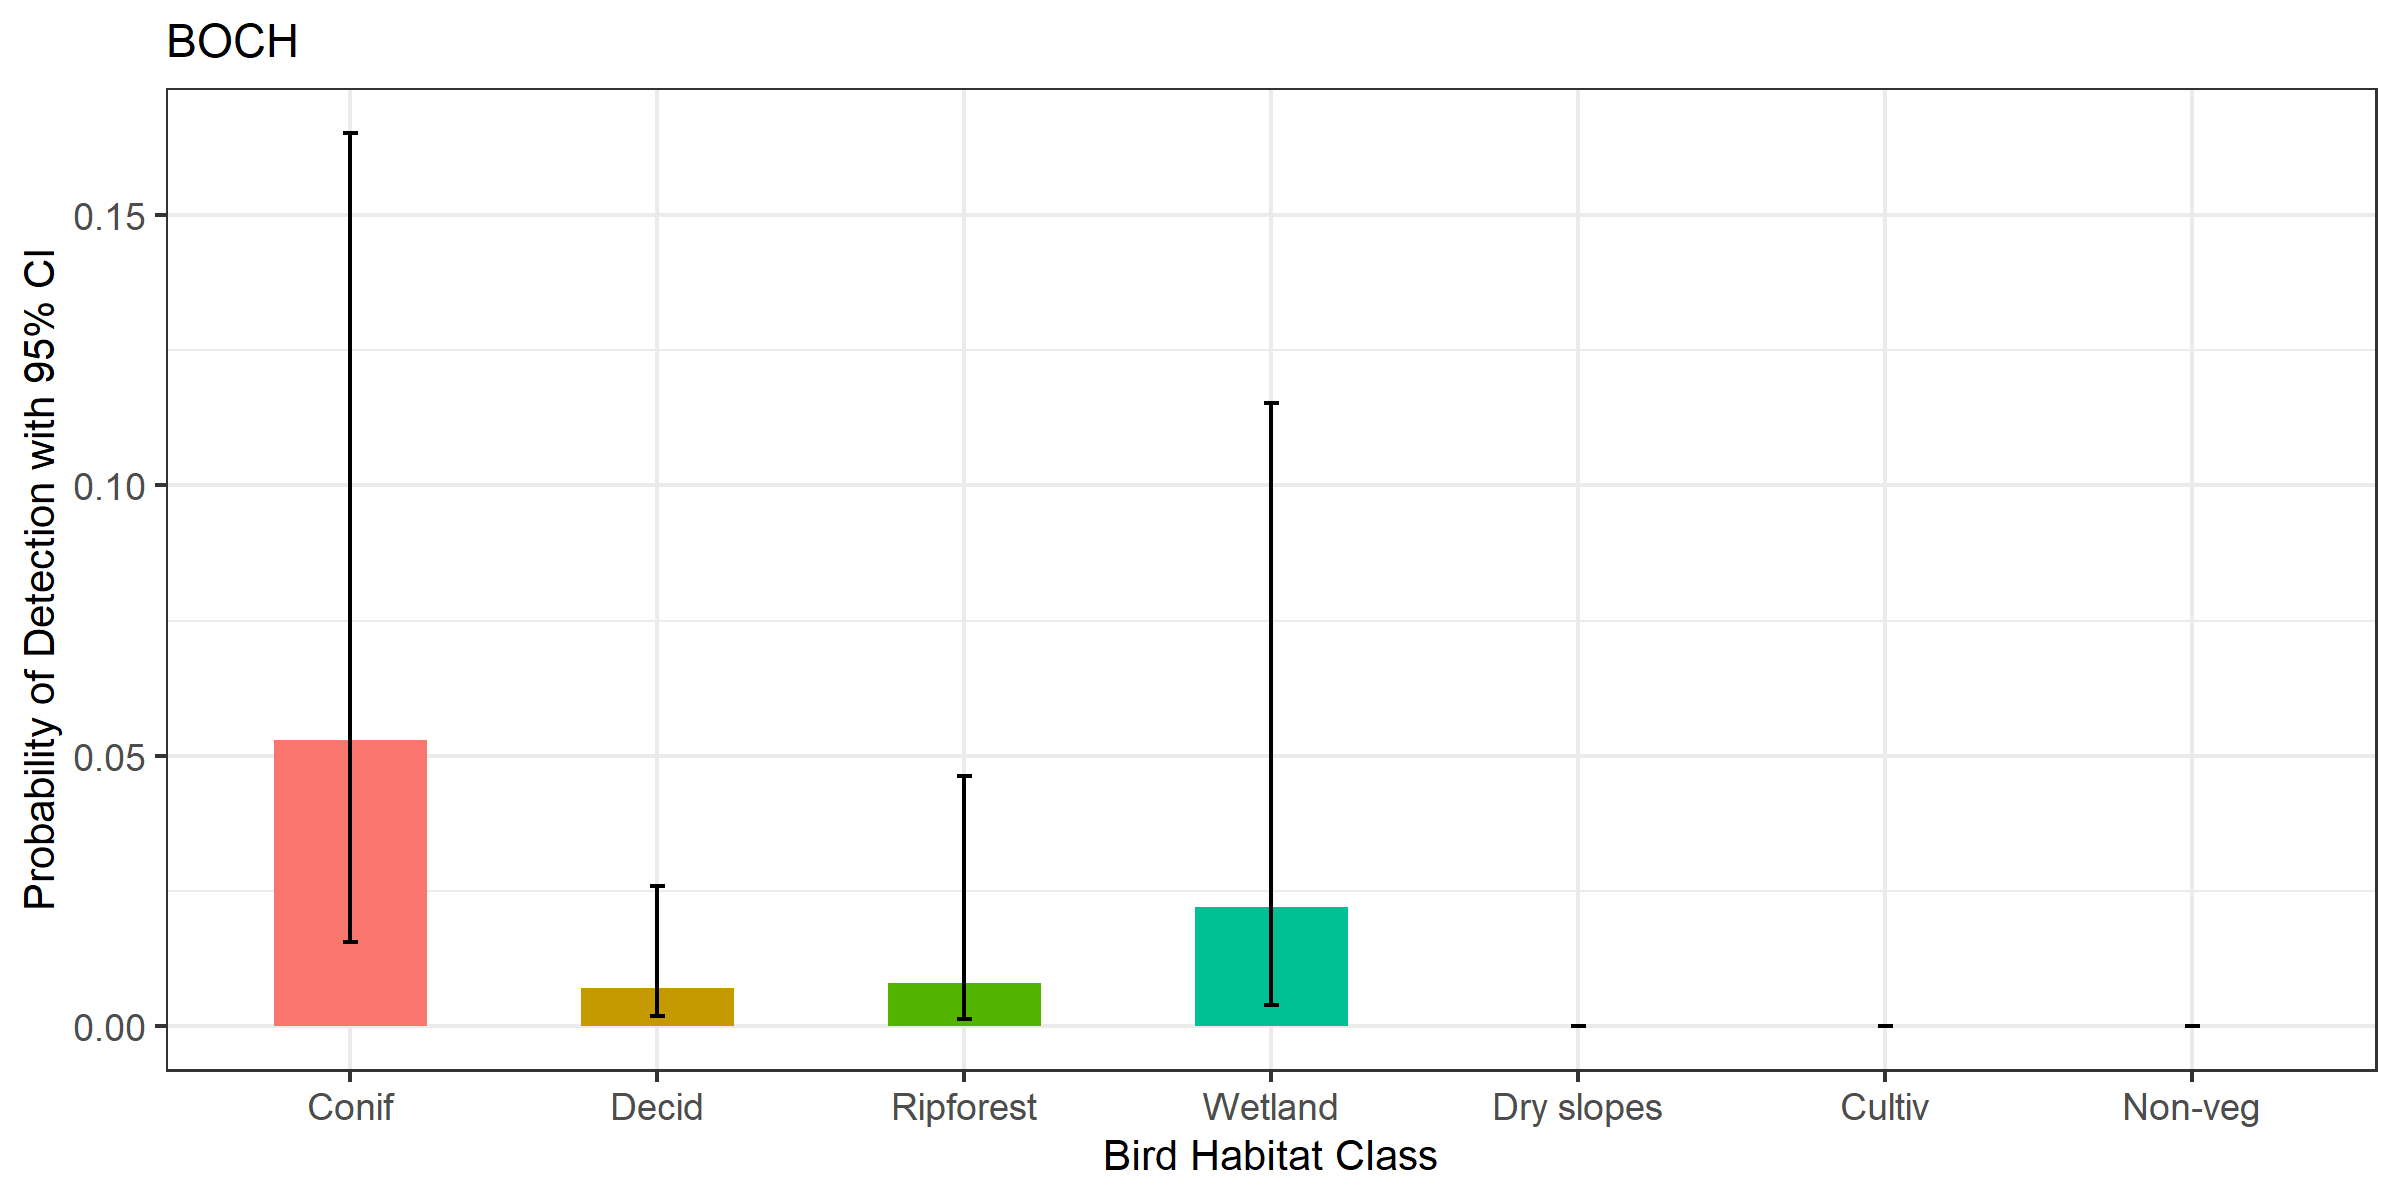 BOCH
Probability of Detection with 95% CI
0.15
0.10
0.05
0.00
Conif Decid Ripforest Wetland Dry slopes Cultiv Non-veg
Bird Habitat Class